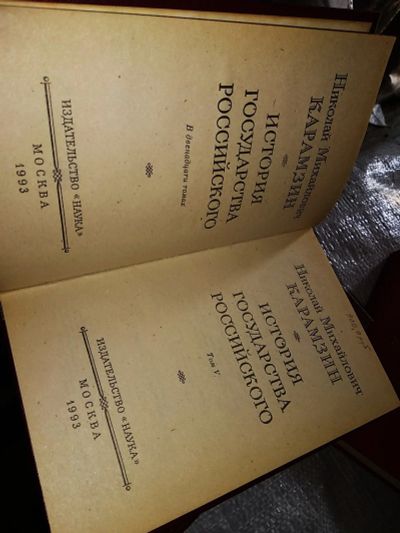 Николай Михайлович
КАРАМЗИН
ИСТОРИЯ
ГОСУДАРСТВА
РОССИЙСКОГО
В двенадцати томах
ИЗДАТЕЛЬСТВО «НАУКА»
МОСКВА
1993
Николай Михайлович
КАРАМЗИН
ИСТОРИЯ
ГОСУДАРСТВА
РОССИЙСКОГО
Том V
ИЗДАТЕЛЬСТВО «НАУКА»
МОСКВА
1993